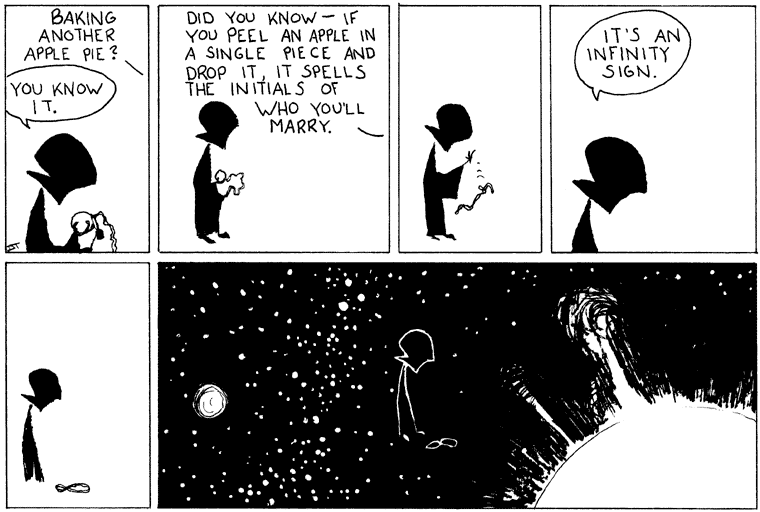 BAKING
ANOTHER
APPLE PIE?
YOU KNOW
IT.
DID YOU KNOW — IF
YOU PEEL AN APPLE IN
A SINGLE PIECE AND
DROP IT, IT SPELLS
THE INITIALS OF
WHO YOU'LL
MARRY.
IT'S AN
INFINITY
SIGN.